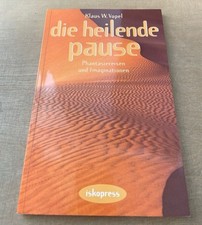 Klaus W. Vopel
die heilende
pause
Phantasiereisen
und Imaginationen
iskopress